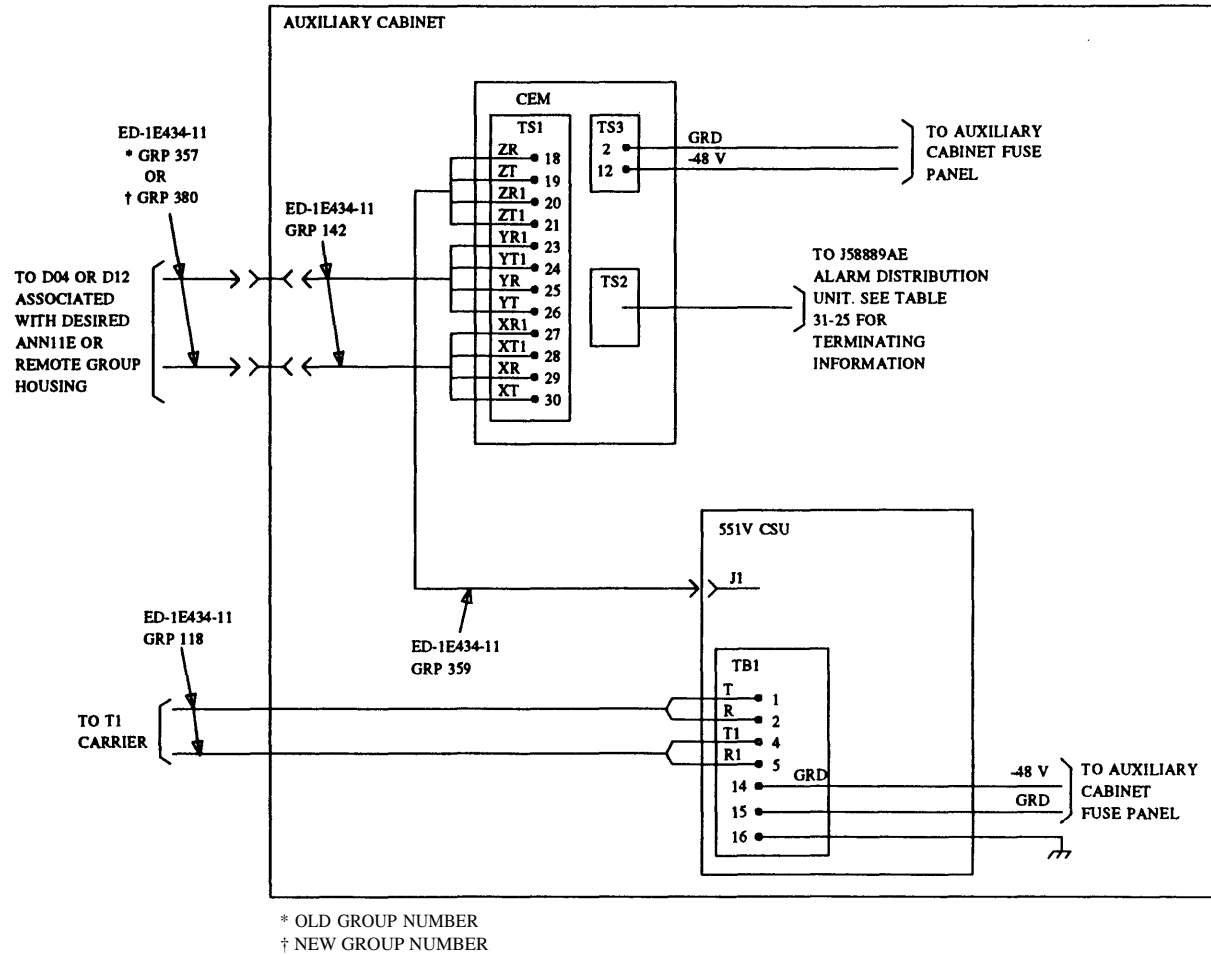 AUXILIARY CABINET
CEM
TS1
ZR 18
ZT 19
ZR1 20
ZT1 21
YR1 23
YT1 24
YR 25
YT 26
XR1 27
XT1 28
XR 29
XT 30
TS3
2
12
GRD
-48 V
TO AUXILIARY
CABINET FUSE
PANEL
TS2
TO J58889AE
ALARM DISTRIBUTION
UNIT. SEE TABLE
31-25 FOR
TERMINATING
INFORMATION
ED-1E434-11
* GRP 357
OR
† GRP 380
ED-1E434-11
GRP 142
TO D04 OR D12
ASSOCIATED
WITH DESIRED
ANN11E OR
REMOTE GROUP
HOUSING
551V CSU
J1
ED-1E434-11
GRP 359
ED-1E434-11
GRP 118
TO T1
CARRIER
TB1
T 1
R 2
T1 4
R1 5
14 GRD
15
16
-48 V
GRD
TO AUXILIARY
CABINET
FUSE PANEL
* OLD GROUP NUMBER
† NEW GROUP NUMBER